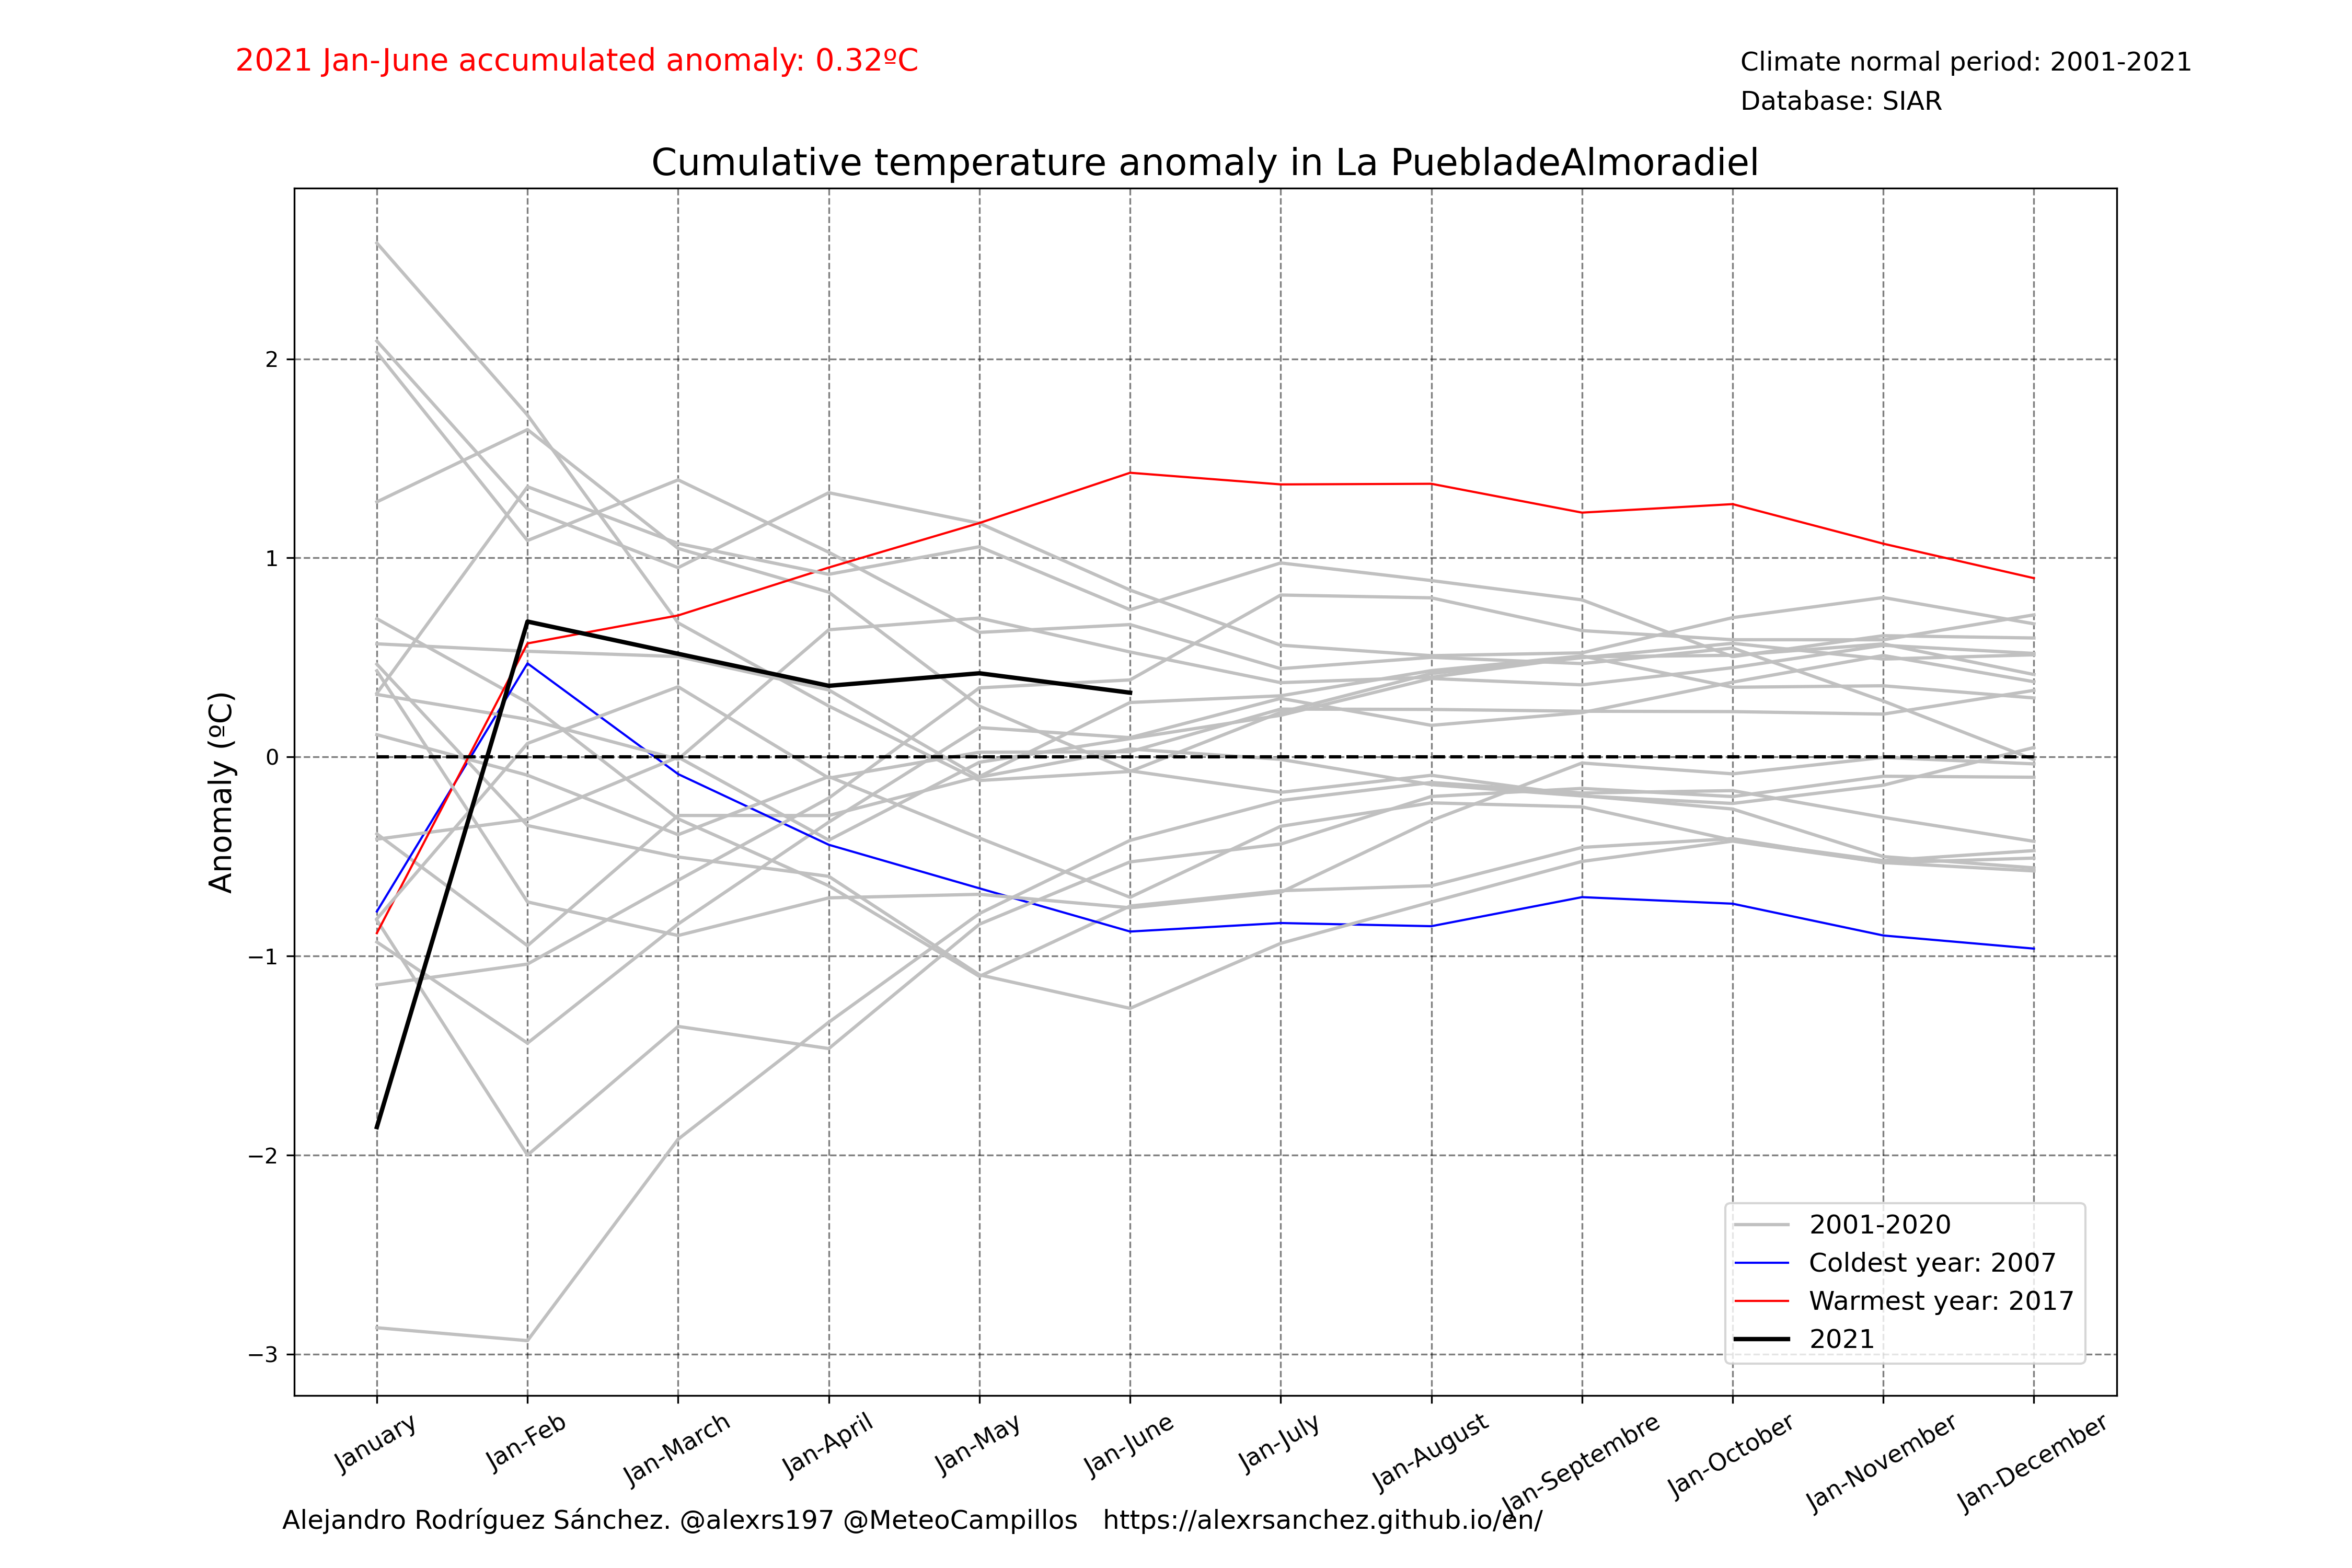 2021 Jan-June accumulated anomaly: 0.32ºC
Climate normal period: 2001-2021
Database: SIAR
Cumulative temperature anomaly in La PuebladeAlmoradiel
Anomaly (ºC)
2
1
0
−1
−2
−3
2001-2020
Coldest year: 2007
Warmest year: 2017
2021
January
Jan-Feb
Jan-March
Jan-April
Jan-May
Jan-June
Jan-July
Jan-August
Jan-Septembre
Jan-October
Jan-November
Jan-December
Alejandro Rodríguez Sánchez. @alexrs197 @MeteoCampillos https://alexrsanchez.github.io/en/